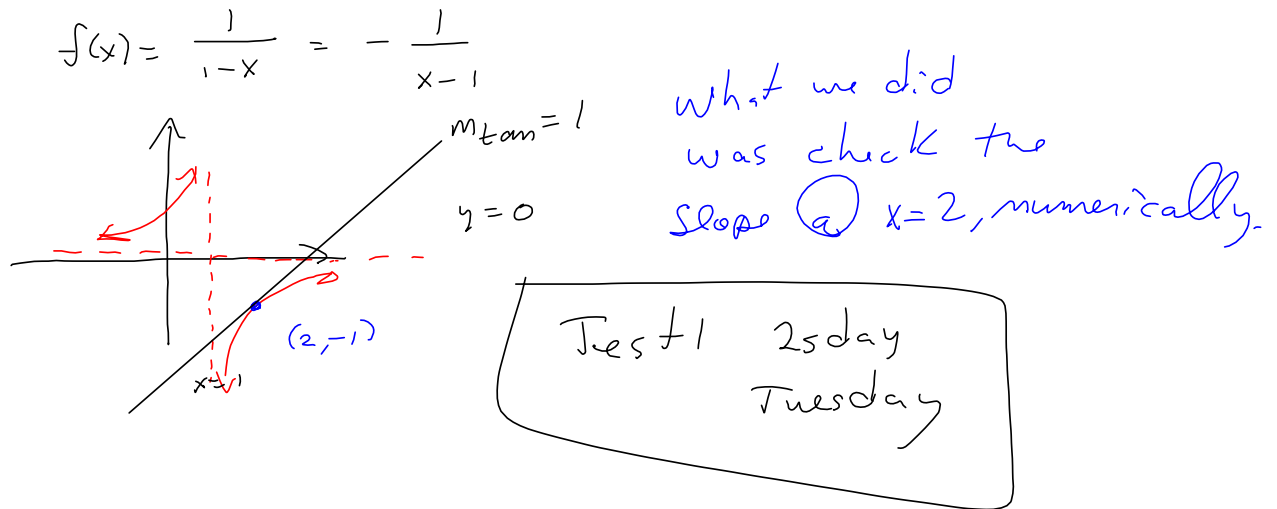 f(x) = 1/(1-x) = - 1/(x-1)
m_tan = 1
y = 0
(2,-1)
x=1
what we did
was check the
slope @ x=2, numerically.
Test 1 2sday
Tuesday